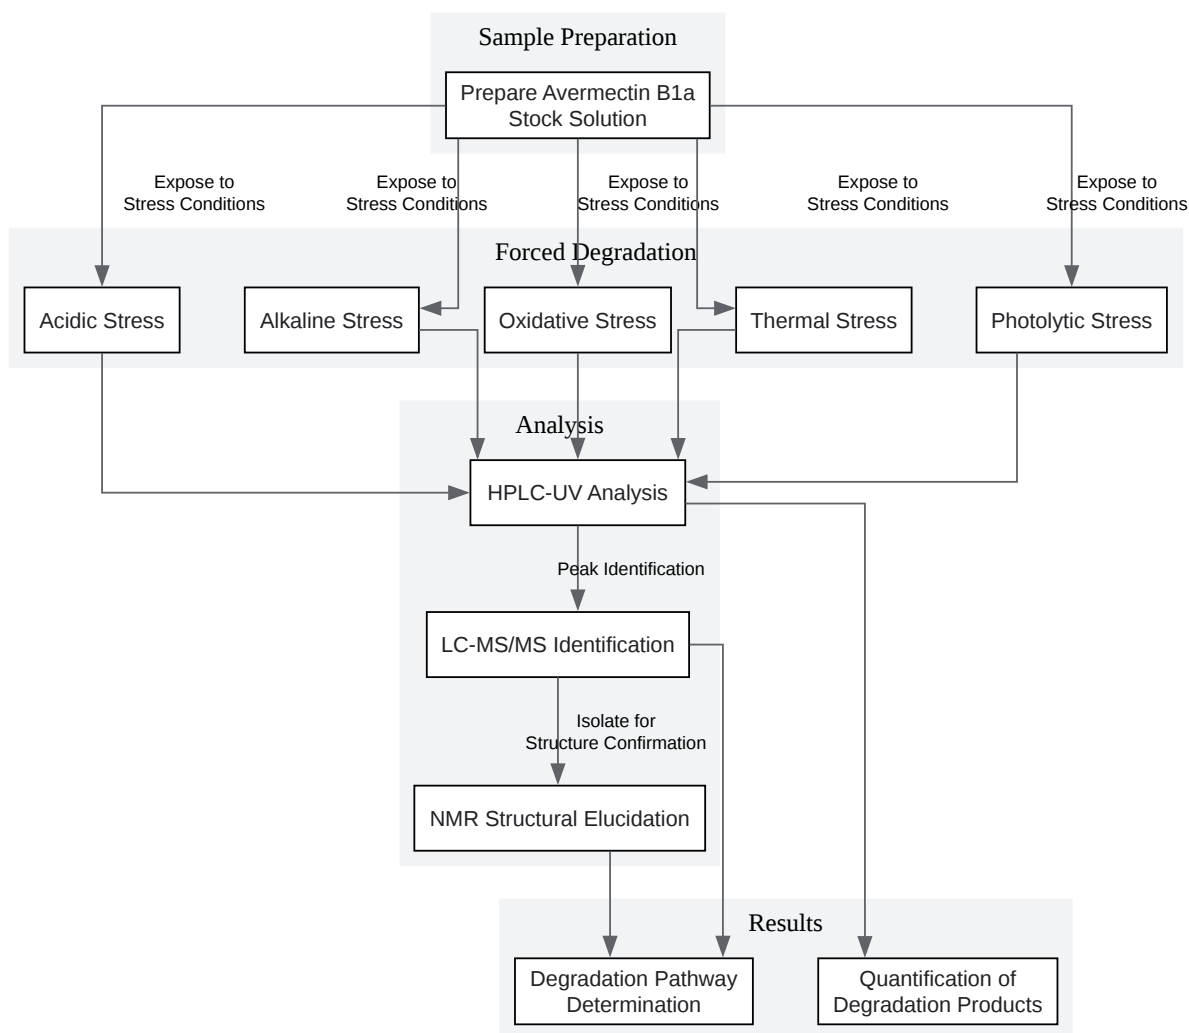 Sample Preparation
Prepare Avermectin B1a
Stock Solution
Expose to
Stress Conditions
Expose to
Stress Conditions
Expose to
Stress Conditions
Expose to
Stress Conditions
Expose to
Stress Conditions
Forced Degradation
Acidic Stress
Alkaline Stress
Oxidative Stress
Thermal Stress
Photolytic Stress
Analysis
HPLC-UV Analysis
Peak Identification
LC-MS/MS Identification
Isolate for
Structure Confirmation
NMR Structural Elucidation
Results
Degradation Pathway
Determination
Quantification of
Degradation Products